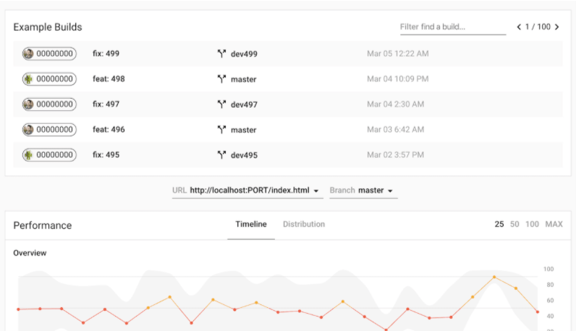 Example Builds Filter find a build... 1 / 100
00000000 fix: 499 dev499 Mar 05 12:22 AM
00000000 feat: 498 master Mar 04 10:09 PM
00000000 fix: 497 dev497 Mar 04 2:30 AM
00000000 feat: 496 master Mar 03 6:42 AM
00000000 fix: 495 dev495 Mar 02 3:57 PM
URL http://localhost:PORT/index.html Branch master
Performance Timeline Distribution 25 50 100 MAX
Overview
100
80
60
40